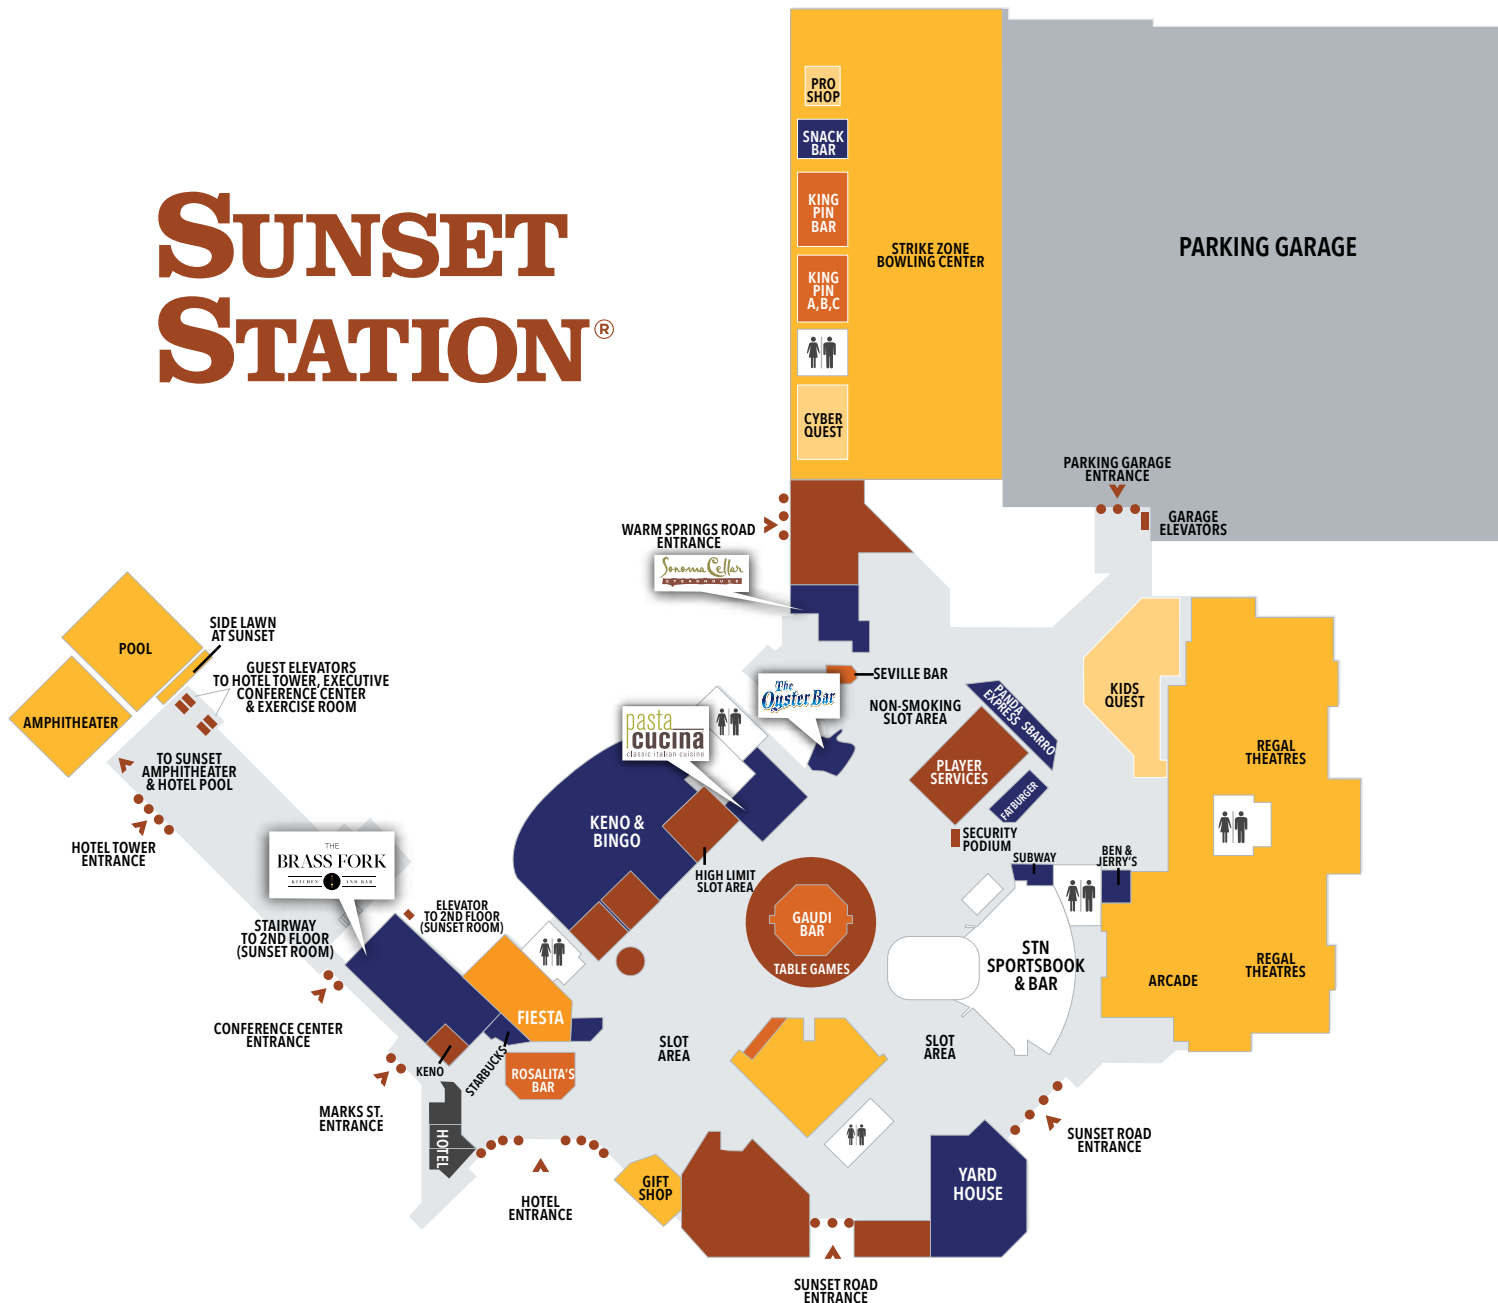 SUNSET
STATION®
PRO
SHOP
SNACK
BAR
KING
PIN
BAR
KING
PIN
A,B,C
CYBER
QUEST
STRIKE ZONE
BOWLING CENTER
PARKING GARAGE
PARKING GARAGE
ENTRANCE
GARAGE
ELEVATORS
WARM SPRINGS ROAD
ENTRANCE
Sonoma Cellar
STEAKHOUSE
SEVILLE BAR
The
Oyster Bar
NON-SMOKING
SLOT AREA
PANDA
EXPRESS SBARRO
PLAYER
SERVICES
FATBURGER
SECURITY
PODIUM
KIDS
QUEST
REGAL
THEATRES
SIDE LAWN
AT SUNSET
POOL
GUEST ELEVATORS
TO HOTEL TOWER, EXECUTIVE
CONFERENCE CENTER
& EXERCISE ROOM
AMPHITHEATER
TO SUNSET
AMPHITHEATER
& HOTEL POOL
HOTEL TOWER
ENTRANCE
pasta
cucina
classic italian cuisine
KENO &
BINGO
HIGH LIMIT
SLOT AREA
THE
BRASS FORK
KITCHEN AND BAR
ELEVATOR
TO 2ND FLOOR
(SUNSET ROOM)
STAIRWAY
TO 2ND FLOOR
(SUNSET ROOM)
SUBWAY
BEN &
JERRY'S
GAUDI
BAR
TABLE GAMES
STN
SPORTSBOOK
& BAR
ARCADE
REGAL
THEATRES
CONFERENCE CENTER
ENTRANCE
FIESTA
SLOT
AREA
SLOT
AREA
KENO
STARBUCKS
ROSALITA'S
BAR
MARKS ST.
ENTRANCE
HOTEL
HOTEL
ENTRANCE
GIFT
SHOP
YARD
HOUSE
SUNSET ROAD
ENTRANCE
SUNSET ROAD
ENTRANCE